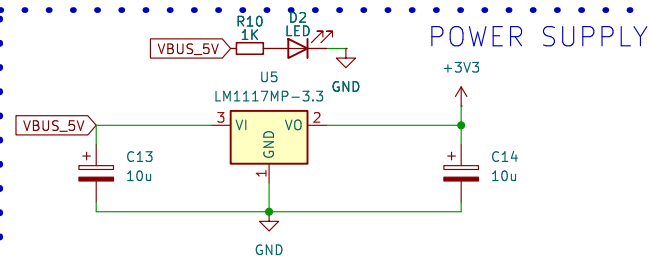 R10
1K
D2
LED
VBUS_5V
GND
POWER SUPPLY
+3V3
U5
LM1117MP-3.3
VBUS_5V
3
VI
VO
2
GND
1
+
C13
10u
+
C14
10u
GND